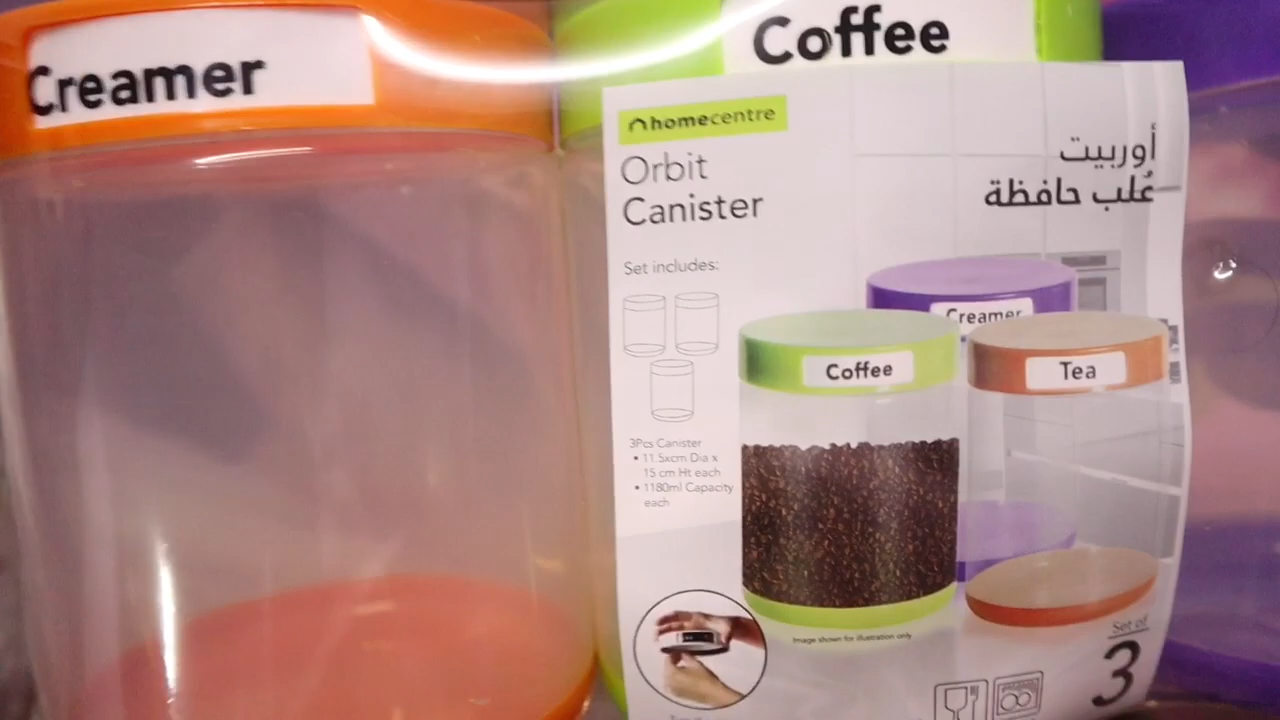 Creamer
Coffee
homecentre
Orbit
Canister
أوربيت
عُلب حافظة
Set includes:
Creamer
Coffee
Tea
3Pcs Canister
• 11.5xcm Dia x
15 cm Ht each
• 1180ml Capacity
each
Image shown for illustration only
Set of
3